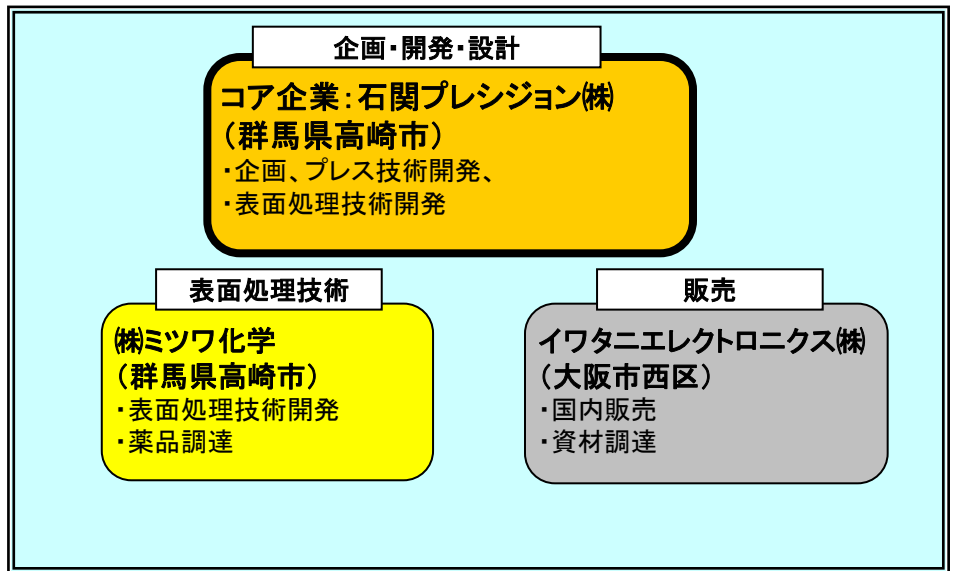 企画・開発・設計
コア企業：石関プレシジョン㈱
（群馬県高崎市）
・企画、プレス技術開発、
・表面処理技術開発
表面処理技術
㈱ミツワ化学
（群馬県高崎市）
・表面処理技術開発
・薬品調達
販売
イワタニエレクトロニクス㈱
（大阪市西区）
・国内販売
・資材調達